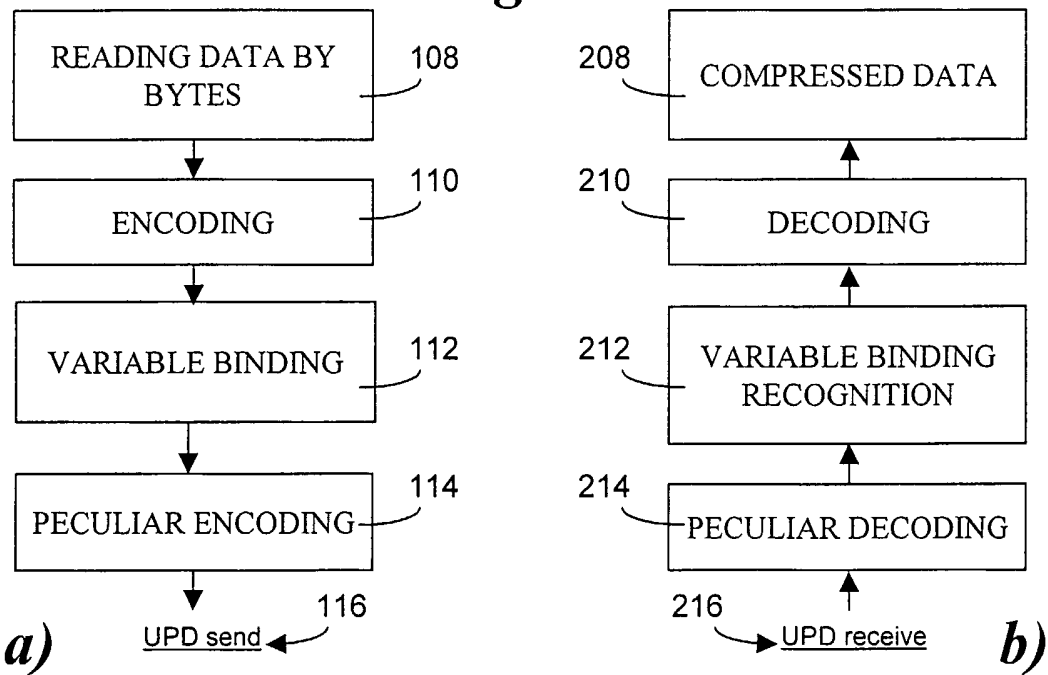 READING DATA BY
BYTES
108
ENCODING
110
VARIABLE BINDING
112
PECULIAR ENCODING
114
UPD send
116
a)
208
COMPRESSED DATA
210
DECODING
212
VARIABLE BINDING
RECOGNITION
214
PECULIAR DECODING
216
UPD receive
b)